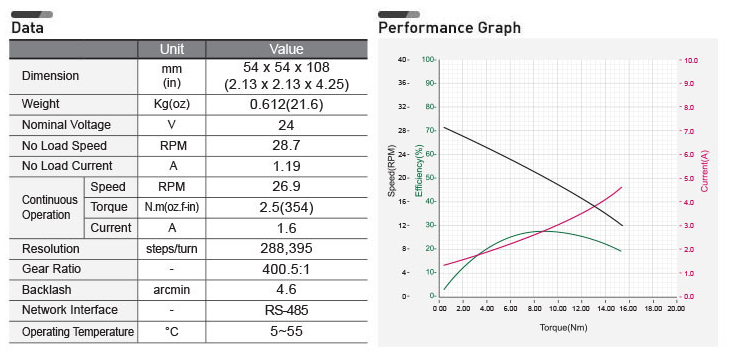 Data
Unit Value
Dimension mm (in) 54 x 54 x 108 (2.13 x 2.13 x 4.25)
Weight Kg(oz) 0.612(21.6)
Nominal Voltage V 24
No Load Speed RPM 28.7
No Load Current A 1.19
Continuous Operation
Speed RPM 26.9
Torque N.m(oz.f-in) 2.5(354)
Current A 1.6
Resolution steps/turn 288,395
Gear Ratio - 400.5:1
Backlash arcmin 4.6
Network Interface - RS-485
Operating Temperature °C 5~55
Performance Graph
Speed(RPM)
40-
36-
32-
28-
24-
20-
16-
12-
8-
4-
0-
Efficiency(%)
100-
90-
80-
70-
60-
50-
40-
30-
20-
10-
0-
- 10.0
- 9.0
- 8.0
- 7.0
- 6.0
- 5.0
- 4.0
- 3.0
- 2.0
- 1.0
- 0.0
Current(A)
0 00 2.00 4.00 6.00 8.00 10.00 12.00 14.00 16.00 18.00 20.00
Torque(Nm)